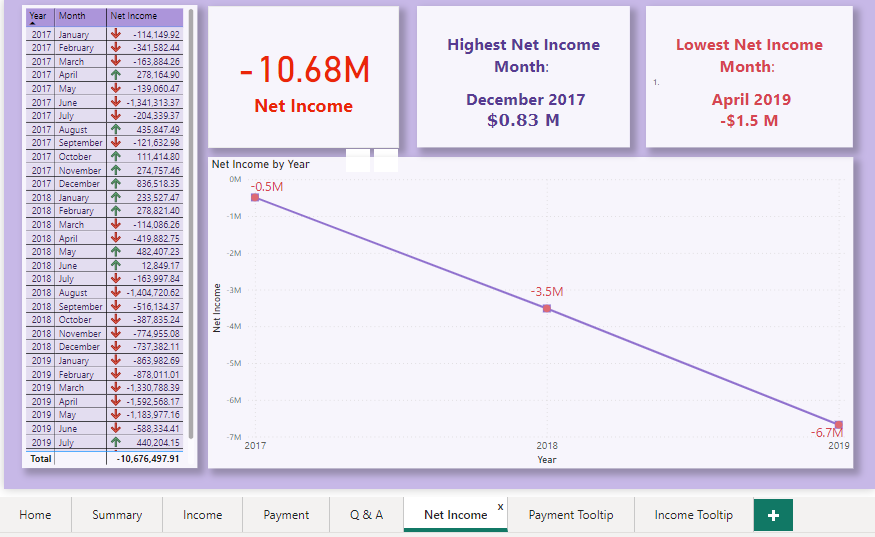 Year Month Net Income
2017 January -114,149.92
2017 February -341,582.44
2017 March -163,884.26
2017 April 278,164.90
2017 May -139,060.47
2017 June -1,341,313.37
2017 July -204,339.37
2017 August 435,847.49
2017 September -121,632.98
2017 October 111,414.80
2017 November 274,757.46
2017 December 836,518.35
2018 January 233,527.47
2018 February 278,821.40
2018 March -114,086.26
2018 April -419,882.75
2018 May 482,407.23
2018 June 12,849.17
2018 July -163,997.84
2018 August -1,404,720.62
2018 September -516,134.37
2018 October -387,835.24
2018 November -774,955.08
2018 December -737,382.11
2019 January -863,982.69
2019 February -878,011.01
2019 March -1,330,788.39
2019 April -1,592,568.17
2019 May -1,183,977.16
2019 June -588,334.41
2019 July 440,204.15
Total -10,676,497.91
-10.68M
Net Income
Highest Net Income
Month:
December 2017
$0.83 M
Lowest Net Income
Month:
1.
April 2019
-$1.5 M
Net Income by Year
0M
-1M
-2M
-3M
-4M
-5M
-6M
-7M
Net Income
-0.5M
-3.5M
-6.7M
2017 2018 2019
Year
Home Summary Income Payment Q & A Net Income x Payment Tooltip Income Tooltip +